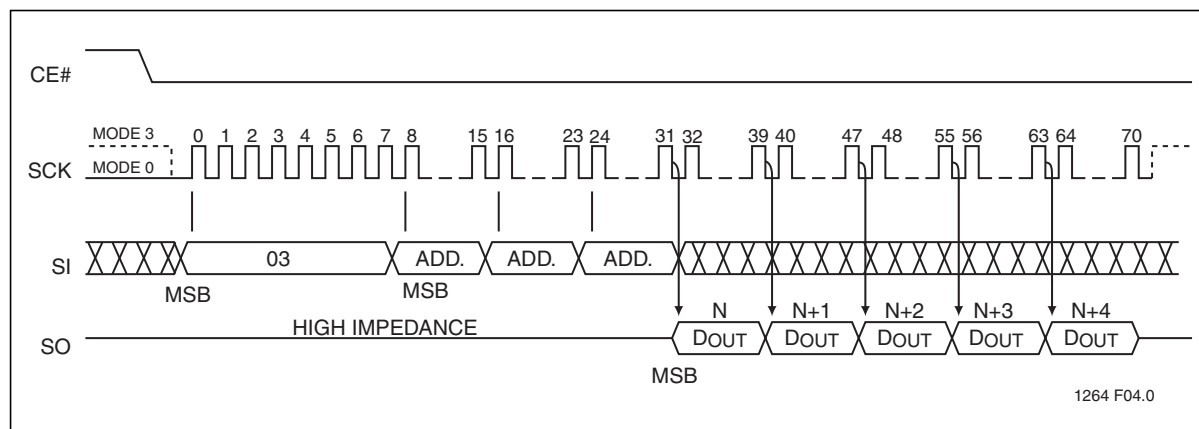 CE#
MODE 3
0 1 2 3 4 5 6 7 8 15 16 23 24 31 32 39 40 47 48 55 56 63 64 70
SCK
MODE 0
SI
03 ADD. ADD. ADD.
MSB MSB
N N+1 N+2 N+3 N+4
HIGH IMPEDANCE
SO
DOUT DOUT DOUT DOUT DOUT
MSB
1264 F04.0